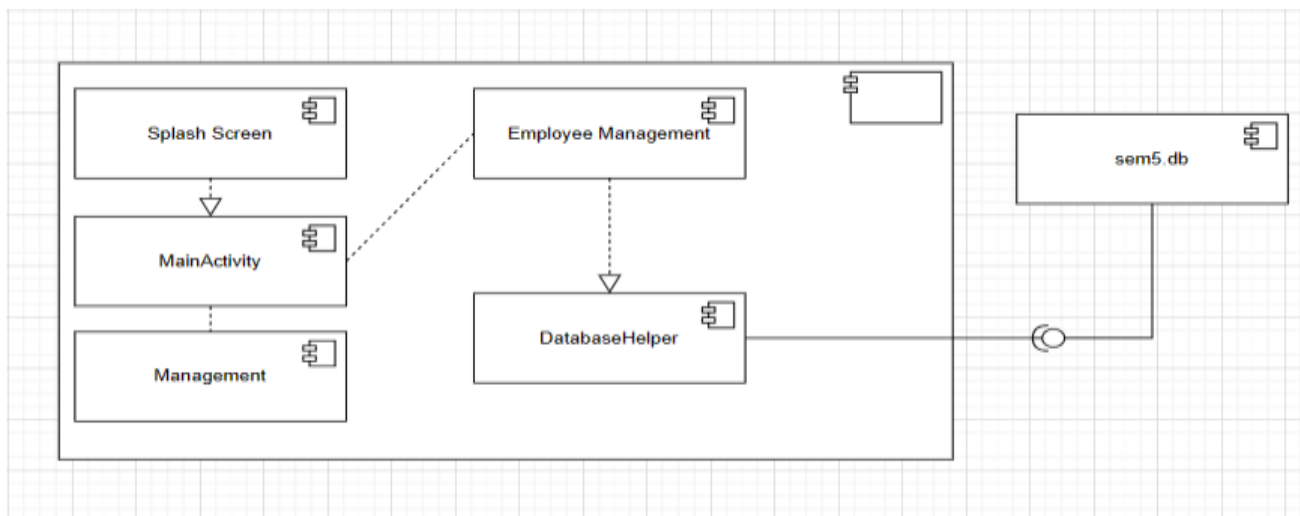 Splash Screen
Employee Management
sem5.db
MainActivity
DatabaseHelper
Management